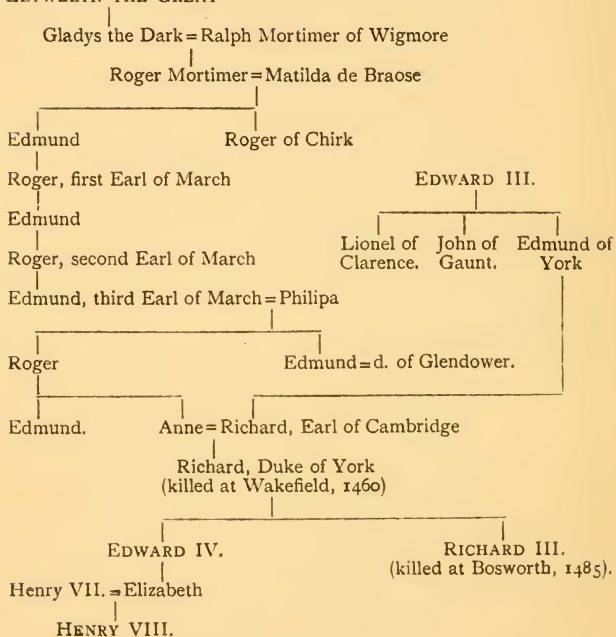 Gladys the Dark = Ralph Mortimer of Wigmore
Roger Mortimer = Matilda de Braose
Edmund Roger of Chirk
Roger, first Earl of March EDWARD III.
Edmund
Lionel of John of Edmund of
Roger, second Earl of March Clarence. Gaunt. York
Edmund, third Earl of March = Philipa
Roger Edmund = d. of Glendower.
Edmund. Anne = Richard, Earl of Cambridge
Richard, Duke of York
(killed at Wakefield, 1460)
EDWARD IV. RICHARD III.
(killed at Bosworth, 1485).
Henry VII. = Elizabeth
HENRY VIII.